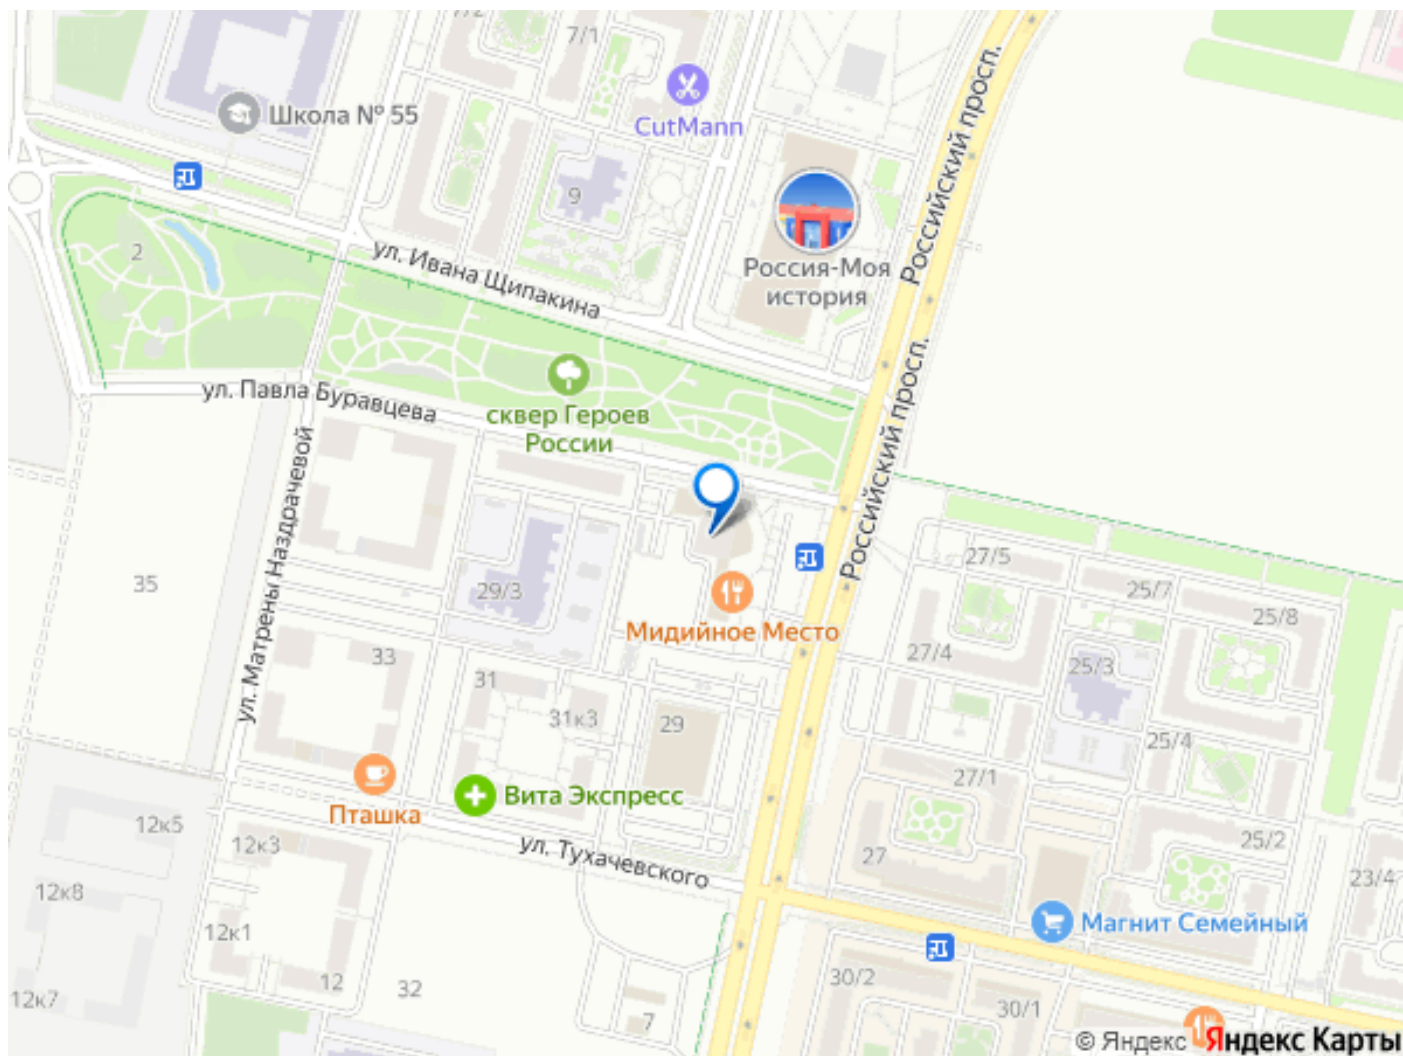 7/2
7/1
Школа № 55
CutMann
Российский просп.
9
2
ул. Ивана Щипакина
Россия-Моя
история
Российский просп.
ул. Павла Буравцева
сквер Героев
России
ул. Матрены Наздрачевой
35
29/3
Мидийное Место
27/5
25/7
25/8
27/4
25/3
33
31
31к3
29
25/4
27/1
Пташка
Вита Экспресс
12к5
12к3
ул. Тухачевского
27
25/2
23/4
12к8
12к1
Магнит Семейный
12
32
30/2
30/1
12к7
7
© Яндекс
Яндекс Карты
Российский просп.